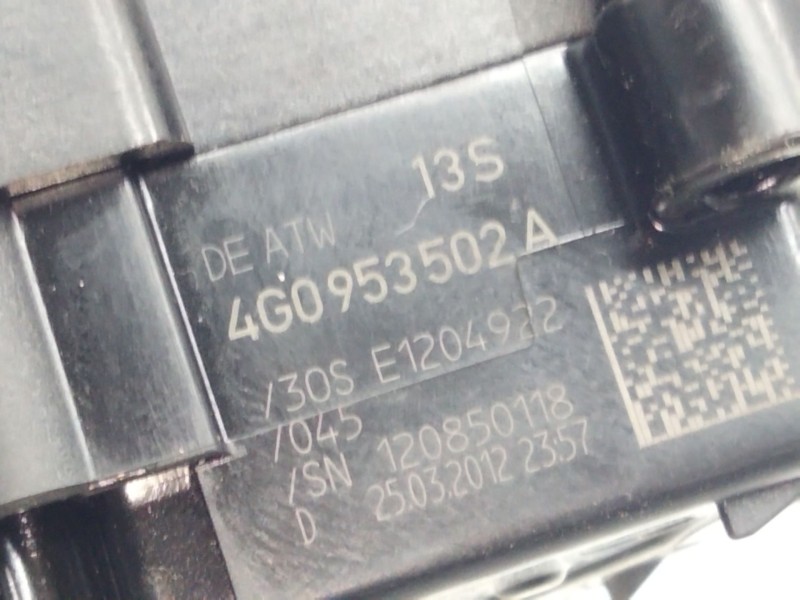 13S
DE ATW
4G0953502A
/30S E1204922
/045
/SN 120850118
D 25.03.2012 23:57